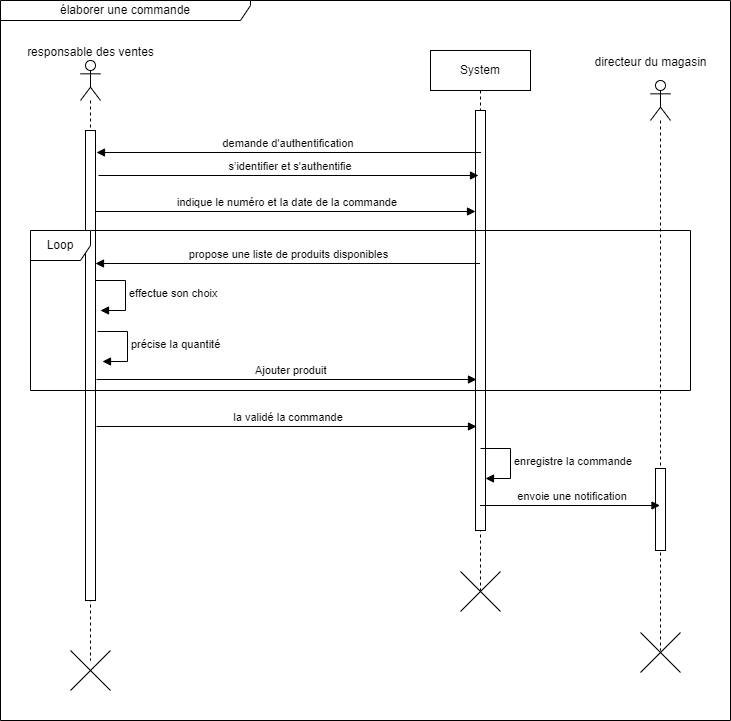 élaborer une commande
responsable des ventes
System
directeur du magasin
demande d'authentification
s'identifier et s'authentifie
indique le numéro et la date de la commande
Loop
propose une liste de produits disponibles
effectue son choix
précise la quantité
Ajouter produit
la validé la commande
enregistre la commande
envoie une notification